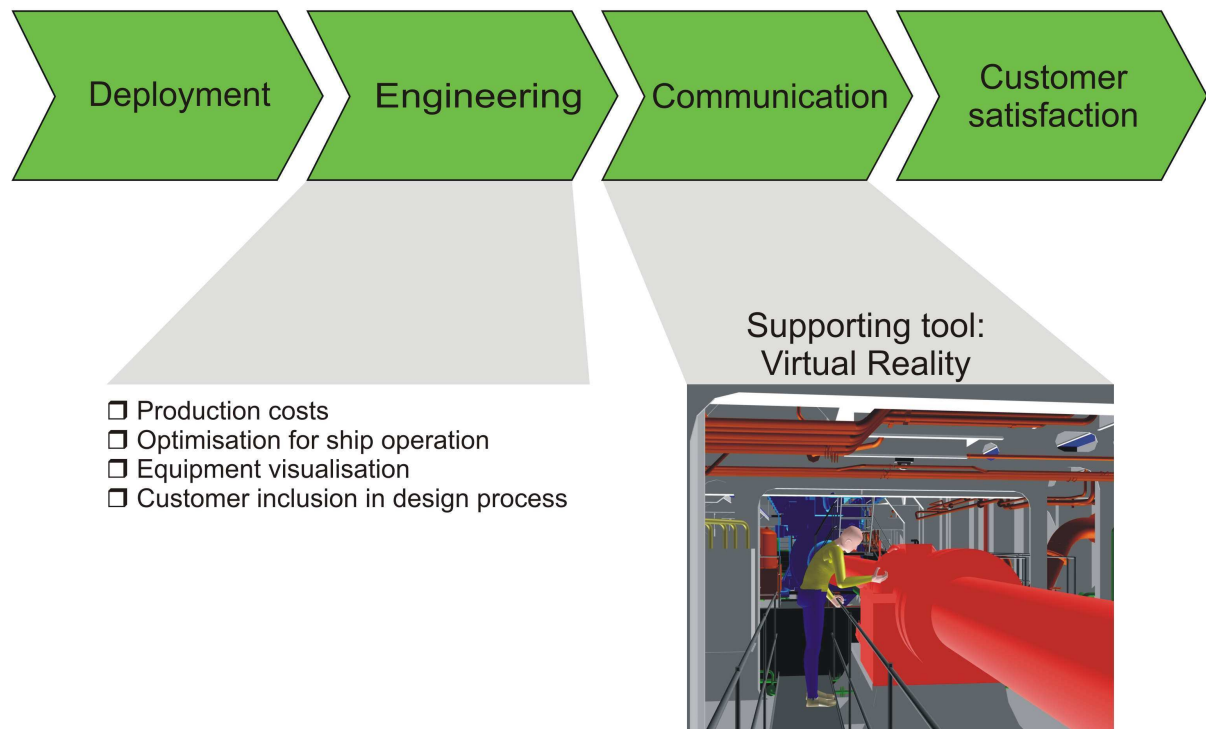 Deployment
Engineering
Communication
Customer
satisfaction
Supporting tool:
Virtual Reality
❒ Production costs
❒ Optimisation for ship operation
❒ Equipment visualisation
❒ Customer inclusion in design process